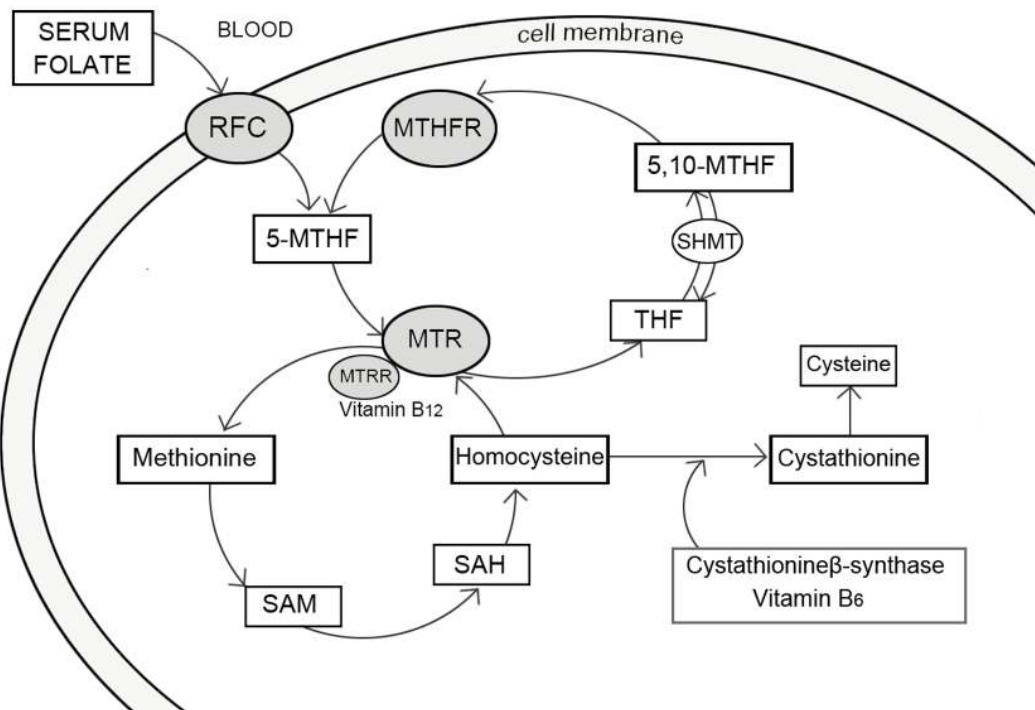 SERUM
FOLATE
BLOOD
cell membrane
RFC
MTHFR
5,10-MTHF
5-MTHF
SHMT
THF
MTR
MTRR
Vitamin B12
Cysteine
Methionine
Homocysteine
Cystathionine
SAH
SAM
Cystathionineβ-synthase
Vitamin B6